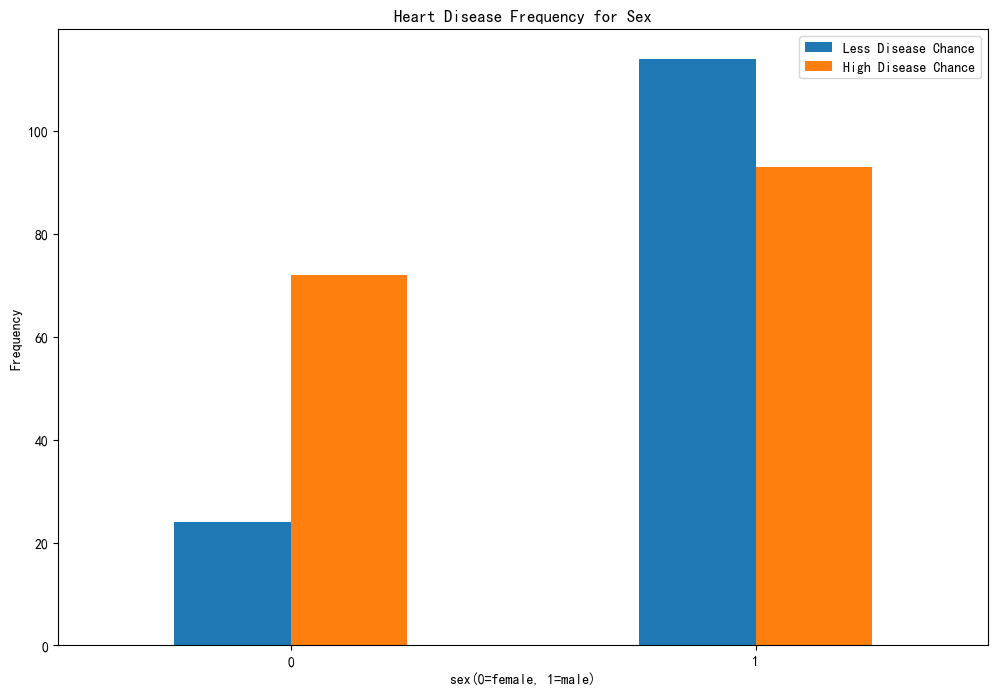 Heart Disease Frequency for Sex
Less Disease Chance
High Disease Chance
100
80
60
40
20
0
Frequency
0 1
sex(0=female, 1=male)